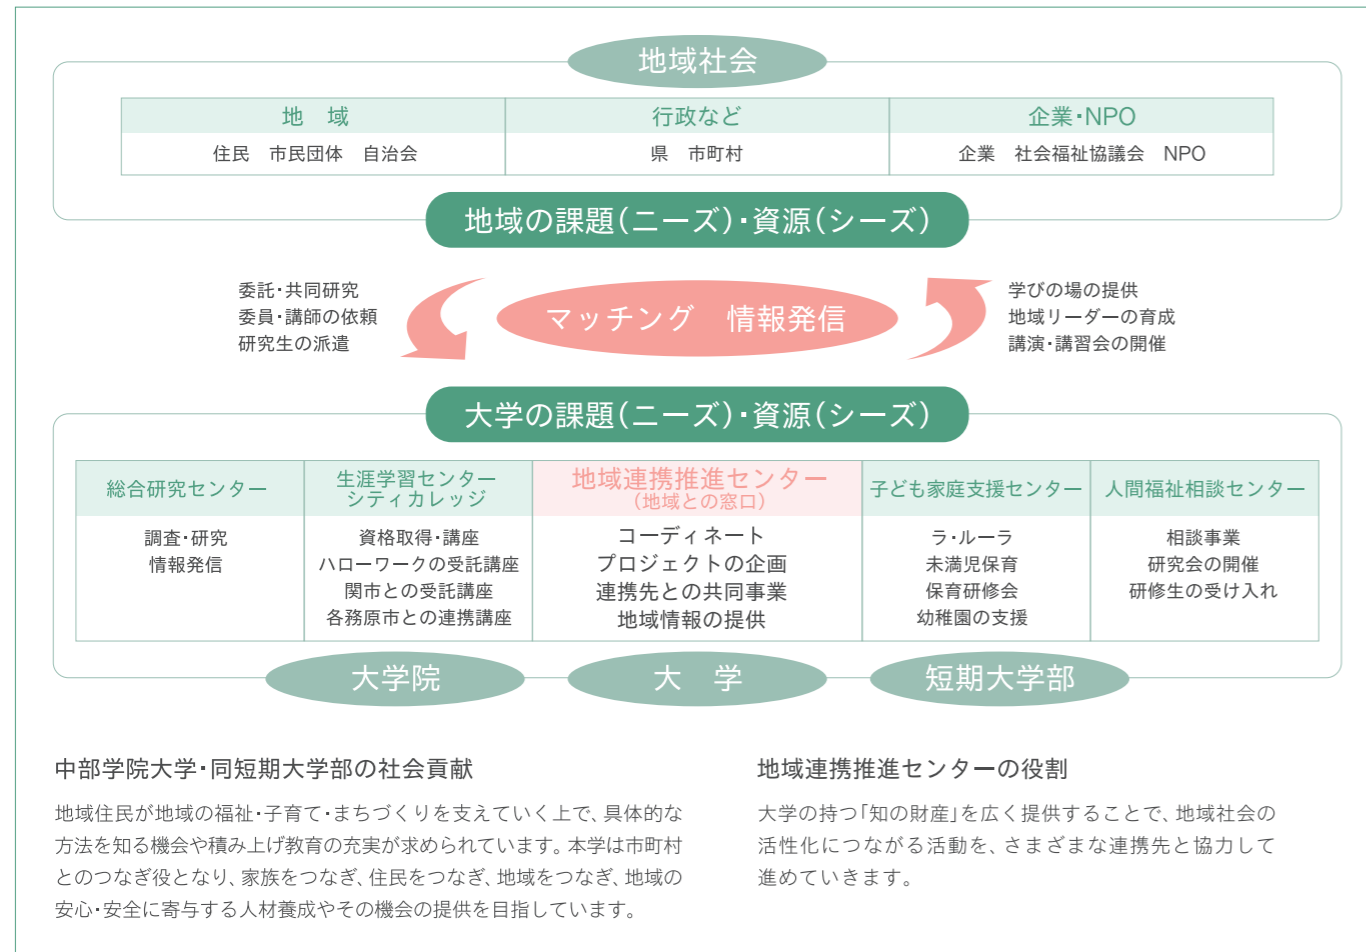 地域社会
地　域
住民　市民団体　自治会
行政など
県　市町村
企業・NPO
企業　社会福祉協議会　NPO
地域の課題(ニーズ)・資源(シーズ)
委託・共同研究
委員・講師の依頼
研究生の派遣
マッチング　情報発信
学びの場の提供
地域リーダーの育成
講演・講習会の開催
大学の課題(ニーズ)・資源(シーズ)
総合研究センター
調査・研究
情報発信
生涯学習センター
シティカレッジ
資格取得・講座
ハローワークの受託講座
関市との受託講座
各務原市との連携講座
地域連携推進センター
(地域との窓口)
コーディネート
プロジェクトの企画
連携先との共同事業
地域情報の提供
子ども家庭支援センター
ラ・ルーラ
未満児保育
保育研修会
幼稚園の支援
人間福祉相談センター
相談事業
研究会の開催
研修生の受け入れ
大学院
大　学
短期大学部
中部学院大学・同短期大学部の社会貢献
地域住民が地域の福祉・子育て・まちづくりを支えていく上で、具体的な
方法を知る機会や積み上げ教育の充実が求められています。本学は市町村
とのつなぎ役となり、家族をつなぎ、住民をつなぎ、地域をつなぎ、地域の
安心・安全に寄与する人材養成やその機会の提供を目指しています。
地域連携推進センターの役割
大学の持つ「知の財産」を広く提供することで、地域社会の
活性化につながる活動を、さまざまな連携先と協力して
進めていきます。